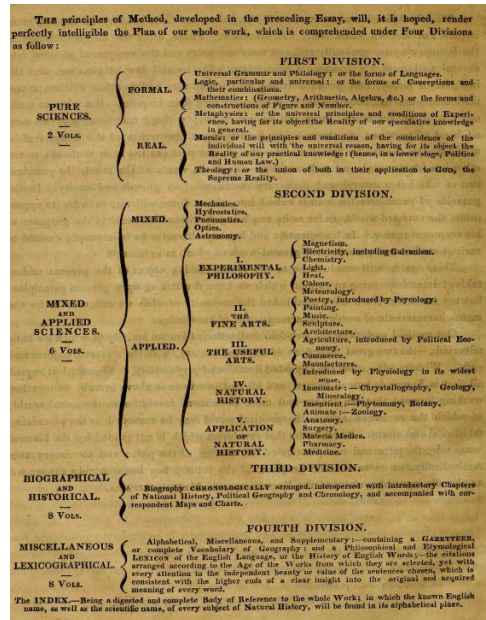 THE principles of Method, developed in the preceding Essay, will, it is hoped, render
perfectly intelligible the Plan of our whole work, which is comprehended under Four Divisions
as follow:
FIRST DIVISION.
PURE
SCIENCES.
2 VOLS.
FORMAL.
Universal Grammar and Philology: or the forms of Languages.
Logic, particular and universal: or the forms of Conceptions and
their combinations.
Mathematics: (Geometry, Arithmetic, Algebra, &c.) or the forms and
constructions of Figure and Number.
REAL.
Metaphysics: or the universal principles and conditions of Experi-
ence, having for its object the Reality of our speculative knowledge
in general.
Morals: or the principles and conditions of the coincidence of the
individual will with the universal reason, having for its object the
Reality of our practical knowledge: (hence, in a lower stage, Politics
and Human Law.)
Theology: or the union of both in their application to GOD, the
Supreme Reality.
SECOND DIVISION.
MIXED
AND
APPLIED
SCIENCES.
6 VOLS.
MIXED.
Mechanics.
Hydrostatics.
Pneumatics.
Optics.
Astronomy.
APPLIED.
I.
EXPERIMENTAL
PHILOSOPHY.
Magnetism.
Electricity, including Galvanism.
Chemistry.
Light.
Heat.
Colour.
Meteorology.
II.
THE
FINE ARTS.
Poetry, introduced by Psycology.
Painting.
Music.
Sculpture.
Architecture.
III.
THE USEFUL
ARTS.
Agriculture, introduced by Political Eco-
nomy.
Commerce.
Manufactures.
IV.
NATURAL
HISTORY.
Introduced by Physiology in its widest
sense.
Inanimate:—Chrystallography, Geology,
Mineralogy.
Insentient:—Phytonomy, Botany.
Animate:—Zoology.
V.
APPLICATION
OF
NATURAL
HISTORY.
Anatomy.
Surgery.
Materia Medica.
Pharmacy.
Medicine.
THIRD DIVISION.
BIOGRAPHICAL
AND
HISTORICAL.
8 VOLS.
Biography CHRONOLOGICALLY arranged, interspersed with introductory Chapters
of National History, Political Geography and Chronology, and accompanied with cor-
respondent Maps and Charts.
FOURTH DIVISION.
MISCELLANEOUS
AND
LEXICOGRAPHICAL.
8 VOLS.
Alphabetical, Miscellaneous, and Supplementary:—containing a GAZETTEER,
or complete Vocabulary of Geography: and a Philosophical and Etymological
LEXICON of the English Language, or the History of English Words;—the citations
arranged according to the Age of the Works from which they are selected, yet with
every attention to the independent beauty or value of the sentences chosen, which is
consistent with the higher ends of a clear insight into the original and acquired
meaning of every word.
The INDEX.—Being a digested and complete Body of Reference to the whole Work; in which the known English
name, as well as the scientific name, of every subject of Natural History, will be found in its alphabetical place.